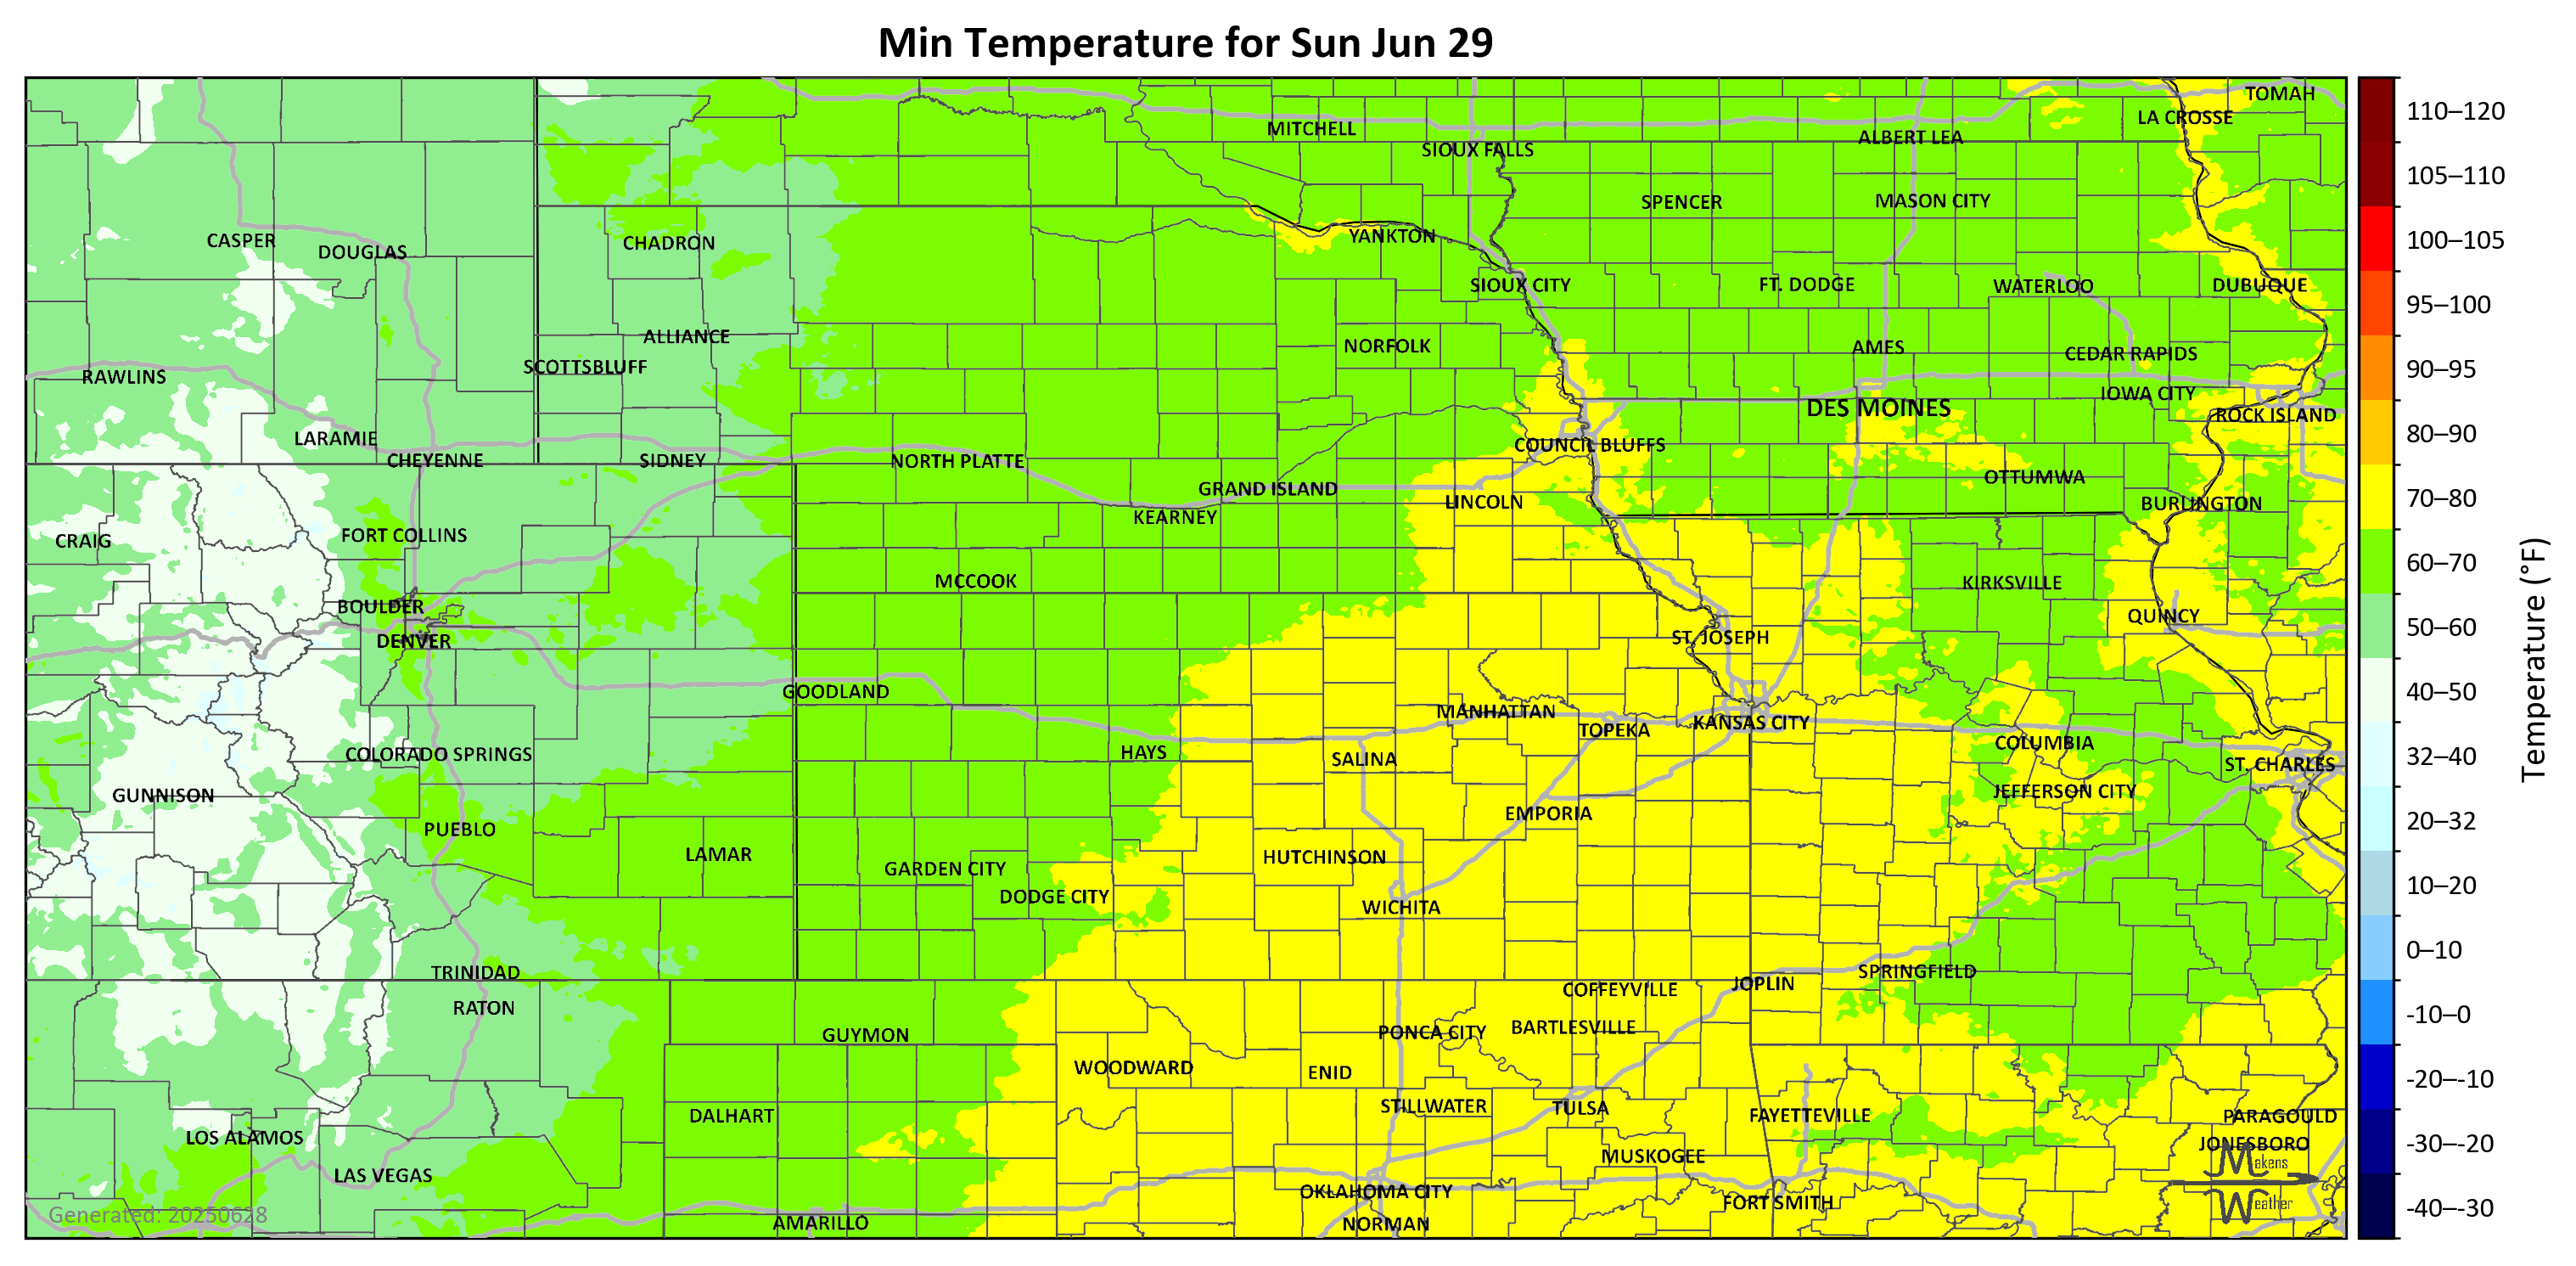 Min Temperature for Sun Jun 29
TOMAH
LA CROSSE
MITCHELL
ALBERT LEA
SIOUX FALLS
SPENCER
MASON CITY
CASPER
DOUGLAS
CHADRON
YANKTON
SIOUX CITY
FT. DODGE
WATERLOO
DUBUQUE
ALLIANCE
NORFOLK
AMES
CEDAR RAPIDS
SCOTTSBLUFF
RAWLINS
IOWA CITY
DES MOINES
ROCK ISLAND
LARAMIE
COUNCIL BLUFFS
CHEYENNE
SIDNEY
NORTH PLATTE
OTTUMWA
GRAND ISLAND
LINCOLN
BURLINGTON
KEARNEY
CRAIG
FORT COLLINS
MCCOOK
KIRKSVILLE
BOULDER
QUINCY
DENVER
ST. JOSEPH
GOODLAND
MANHATTAN
KANSAS CITY
TOPEKA
COLUMBIA
COLORADO SPRINGS
HAYS
SALINA
ST. CHARLES
GUNNISON
JEFFERSON CITY
EMPORIA
PUEBLO
LAMAR
HUTCHINSON
GARDEN CITY
DODGE CITY
WICHITA
TRINIDAD
SPRINGFIELD
JOPLIN
COFFEYVILLE
RATON
GUYMON
PONCA CITY
BARTLESVILLE
WOODWARD
ENID
DALHART
STILLWATER
TULSA
FAYETTEVILLE
PARAGOULD
LOS ALAMOS
JONESBORO
MUSKOGEE
LAS VEGAS
OKLAHOMA CITY
FORT SMITH
AMARILLO
NORMAN
Generated: 20250628
Makens
Weather
110–120
105–110
100–105
95–100
90–95
80–90
70–80
60–70
50–60
40–50
32–40
20–32
10–20
0–10
-10–0
-20–-10
-30–-20
-40–-30
Temperature (°F)